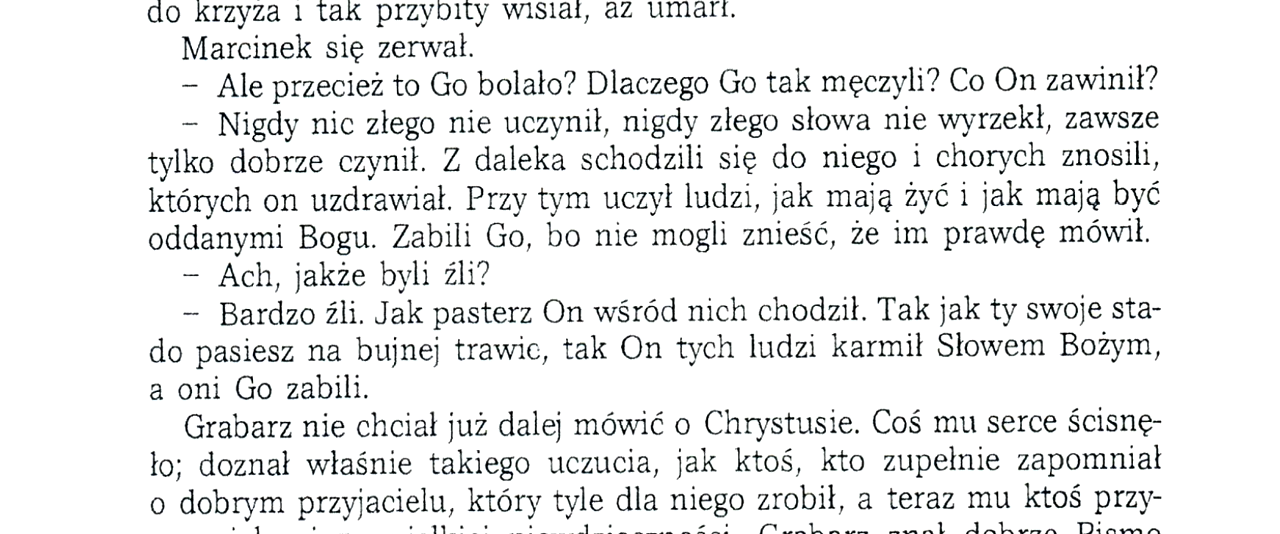 do krzyża i tak przybity wisiał, aż umarł.
Marcinek się zerwał.
– Ale przecież to Go bolało? Dlaczego Go tak męczyli? Co On zawinił?
– Nigdy nic złego nie uczynił, nigdy złego słowa nie wyrzekł, zawsze
tylko dobrze czynił. Z daleka schodzili się do niego i chorych znosili,
których on uzdrawiał. Przy tym uczył ludzi, jak mają żyć i jak mają być
oddanymi Bogu. Zabili Go, bo nie mogli znieść, że im prawdę mówił.
– Ach, jakże byli źli?
– Bardzo źli. Jak pasterz On wśród nich chodził. Tak jak ty swoje sta-
do pasiesz na bujnej trawic, tak On tych ludzi karmił Słowem Bożym,
a oni Go zabili.
Grabarz nie chciał już dalej mówić o Chrystusie. Coś mu serce ścisnę-
ło; doznał właśnie takiego uczucia, jak ktoś, kto zupełnie zapomniał
o dobrym przyjacielu, który tyle dla niego zrobił, a teraz mu ktoś przy-
Grabarz znał dobrze Pismo